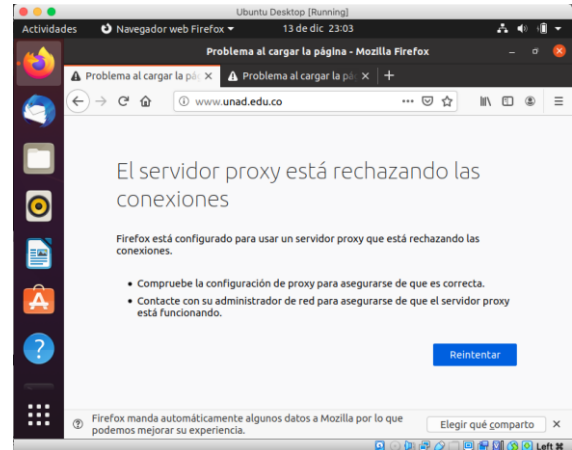 Ubuntu Desktop [Running]
Actividades Navegador web Firefox 13 de dic 23:03
Problema al cargar la página - Mozilla Firefox
Problema al cargar la pá Problema al cargar la pá
www.unad.edu.co
El servidor proxy está rechazando las
conexiones
Firefox está configurado para usar un servidor proxy que está rechazando las
conexiones.
• Compruebe la configuración de proxy para asegurarse de que es correcta.
• Contacte con su administrador de red para asegurarse de que el servidor proxy
está funcionando.
Reintentar
Firefox manda automáticamente algunos datos a Mozilla por lo que
podemos mejorar su experiencia.
Elegir qué comparto
Left ⌘